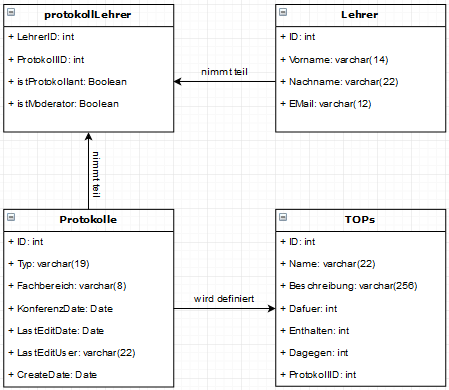 protokollLehrer
+ LehrerID: int
+ ProtokollID: int
+ istProtokollant: Boolean
+ istModerator: Boolean
nimmt teil
Lehrer
+ ID: int
+ Vorname: varchar(14)
+ Nachname: varchar(22)
+ EMail: varchar(12)
nimmt teil
Protokolle
+ ID: int
+ Typ: varchar(19)
+ Fachbereich: varchar(8)
+ KonferenzDate: Date
+ LastEditDate: Date
+ LastEditUser: varchar(22)
+ CreateDate: Date
wird definiert
TOPs
+ ID: int
+ Name: varchar(22)
+ Beschreibung: varchar(256)
+ Dafuer: int
+ Enthalten: int
+ Dagegen: int
+ ProtokollID: int